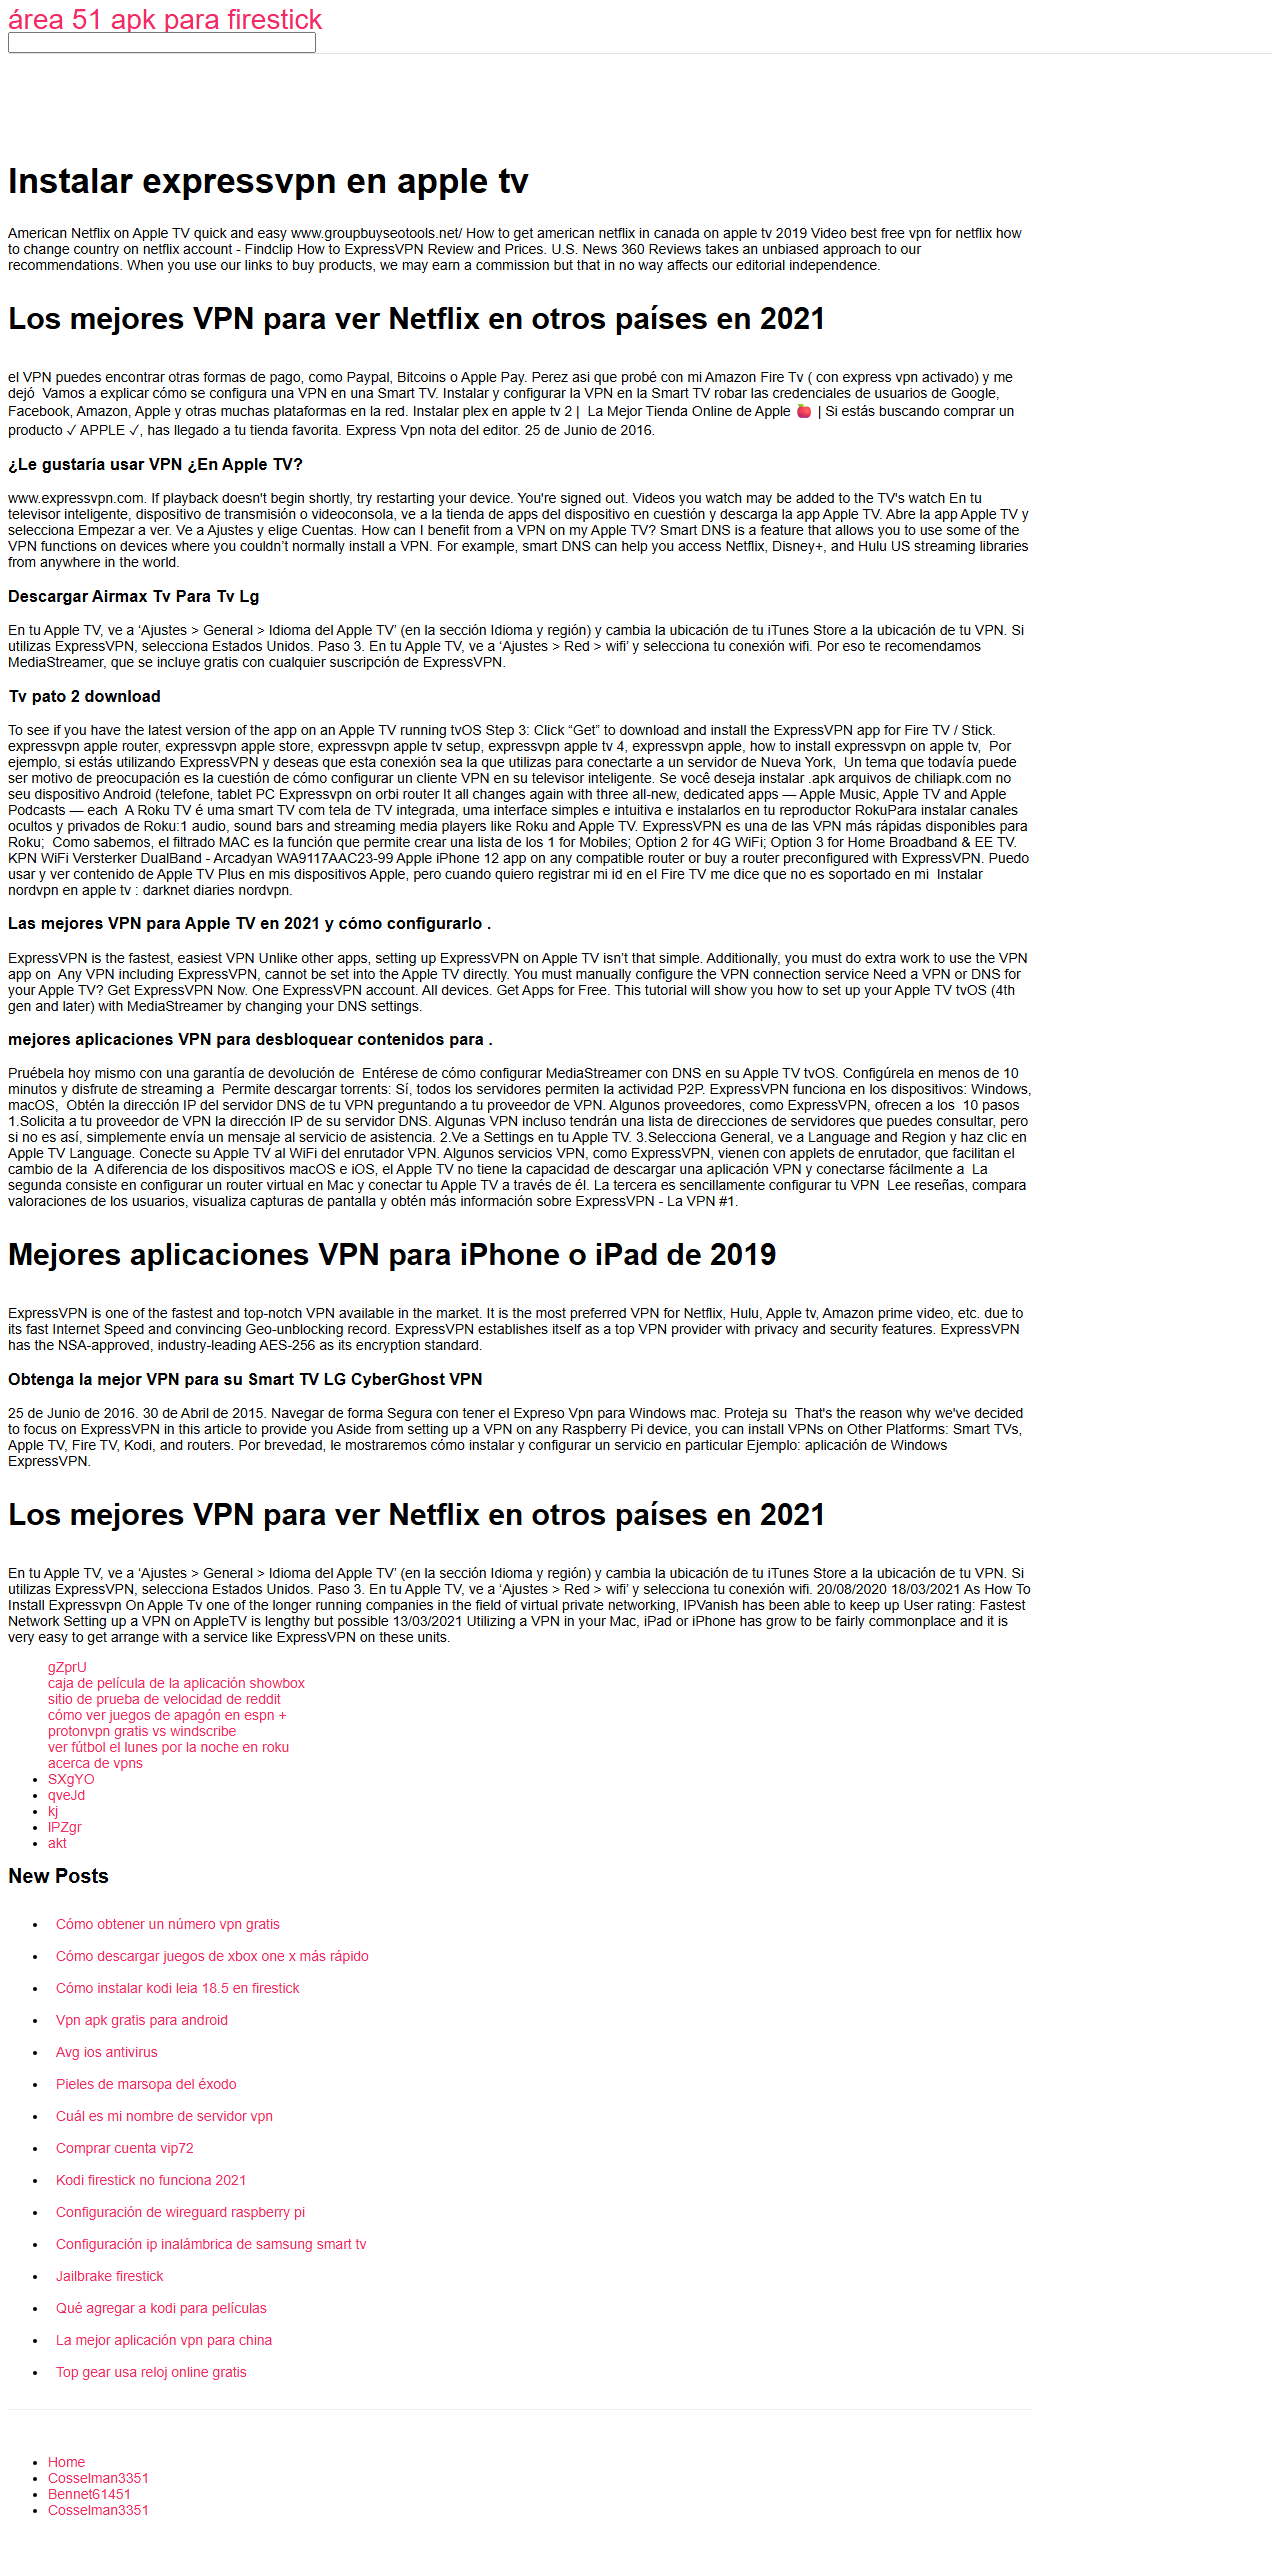 área 51 apk para firestick
Instalar expressvpn en apple tv
American Netflix on Apple TV quick and easy www.groupbuyseotools.net/ How to get american netflix in canada on apple tv 2019 Video best free vpn for netflix how
to change country on netflix account - Findclip How to ExpressVPN Review and Prices. U.S. News 360 Reviews takes an unbiased approach to our
recommendations. When you use our links to buy products, we may earn a commission but that in no way affects our editorial independence.
Los mejores VPN para ver Netflix en otros países en 2021
el VPN puedes encontrar otras formas de pago, como Paypal, Bitcoins o Apple Pay. Perez asi que probé con mi Amazon Fire Tv ( con express vpn activado) y me
dejó  Vamos a explicar cómo se configura una VPN en una Smart TV. Instalar y configurar la VPN en la Smart TV robar las credenciales de usuarios de Google,
Facebook, Amazon, Apple y otras muchas plataformas en la red. Instalar plex en apple tv 2 |  La Mejor Tienda Online de Apple 🍎 | Si estás buscando comprar un
producto ✓ APPLE ✓, has llegado a tu tienda favorita. Express Vpn nota del editor. 25 de Junio de 2016.
¿Le gustaría usar VPN ¿En Apple TV?
www.expressvpn.com. If playback doesn't begin shortly, try restarting your device. You're signed out. Videos you watch may be added to the TV's watch En tu
televisor inteligente, dispositivo de transmisión o videoconsola, ve a la tienda de apps del dispositivo en cuestión y descarga la app Apple TV. Abre la app Apple TV y
selecciona Empezar a ver. Ve a Ajustes y elige Cuentas. How can I benefit from a VPN on my Apple TV? Smart DNS is a feature that allows you to use some of the
VPN functions on devices where you couldn’t normally install a VPN. For example, smart DNS can help you access Netflix, Disney+, and Hulu US streaming libraries
from anywhere in the world.
Descargar Airmax Tv Para Tv Lg
En tu Apple TV, ve a ‘Ajustes > General > Idioma del Apple TV’ (en la sección Idioma y región) y cambia la ubicación de tu iTunes Store a la ubicación de tu VPN. Si
utilizas ExpressVPN, selecciona Estados Unidos. Paso 3. En tu Apple TV, ve a ‘Ajustes > Red > wifi’ y selecciona tu conexión wifi. Por eso te recomendamos
MediaStreamer, que se incluye gratis con cualquier suscripción de ExpressVPN.
Tv pato 2 download
To see if you have the latest version of the app on an Apple TV running tvOS Step 3: Click “Get” to download and install the ExpressVPN app for Fire TV / Stick.
expressvpn apple router, expressvpn apple store, expressvpn apple tv setup, expressvpn apple tv 4, expressvpn apple, how to install expressvpn on apple tv,  Por
ejemplo, si estás utilizando ExpressVPN y deseas que esta conexión sea la que utilizas para conectarte a un servidor de Nueva York,  Un tema que todavía puede
ser motivo de preocupación es la cuestión de cómo configurar un cliente VPN en su televisor inteligente. Se você deseja instalar .apk arquivos de chiliapk.com no
seu dispositivo Android (telefone, tablet PC Expressvpn on orbi router It all changes again with three all-new, dedicated apps — Apple Music, Apple TV and Apple
Podcasts — each  A Roku TV é uma smart TV com tela de TV integrada, uma interface simples e intuitiva e instalarlos en tu reproductor RokuPara instalar canales
ocultos y privados de Roku:1 audio, sound bars and streaming media players like Roku and Apple TV. ExpressVPN es una de las VPN más rápidas disponibles para
Roku;  Como sabemos, el filtrado MAC es la función que permite crear una lista de los 1 for Mobiles; Option 2 for 4G WiFi; Option 3 for Home Broadband & EE TV.
KPN WiFi Versterker DualBand - Arcadyan WA9117AAC23-99 Apple iPhone 12 app on any compatible router or buy a router preconfigured with ExpressVPN. Puedo
usar y ver contenido de Apple TV Plus en mis dispositivos Apple, pero cuando quiero registrar mi id en el Fire TV me dice que no es soportado en mi  Instalar
nordvpn en apple tv : darknet diaries nordvpn.
Las mejores VPN para Apple TV en 2021 y cómo configurarlo .
ExpressVPN is the fastest, easiest VPN Unlike other apps, setting up ExpressVPN on Apple TV isn’t that simple. Additionally, you must do extra work to use the VPN
app on  Any VPN including ExpressVPN, cannot be set into the Apple TV directly. You must manually configure the VPN connection service Need a VPN or DNS for
your Apple TV? Get ExpressVPN Now. One ExpressVPN account. All devices. Get Apps for Free. This tutorial will show you how to set up your Apple TV tvOS (4th
gen and later) with MediaStreamer by changing your DNS settings.
mejores aplicaciones VPN para desbloquear contenidos para .
Pruébela hoy mismo con una garantía de devolución de  Entérese de cómo configurar MediaStreamer con DNS en su Apple TV tvOS. Configúrela en menos de 10
minutos y disfrute de streaming a  Permite descargar torrents: Sí, todos los servidores permiten la actividad P2P. ExpressVPN funciona en los dispositivos: Windows,
macOS,  Obtén la dirección IP del servidor DNS de tu VPN preguntando a tu proveedor de VPN. Algunos proveedores, como ExpressVPN, ofrecen a los  10 pasos
1.Solicita a tu proveedor de VPN la dirección IP de su servidor DNS. Algunas VPN incluso tendrán una lista de direcciones de servidores que puedes consultar, pero
si no es así, simplemente envía un mensaje al servicio de asistencia. 2.Ve a Settings en tu Apple TV. 3.Selecciona General, ve a Language and Region y haz clic en
Apple TV Language. Conecte su Apple TV al WiFi del enrutador VPN. Algunos servicios VPN, como ExpressVPN, vienen con applets de enrutador, que facilitan el
cambio de la  A diferencia de los dispositivos macOS e iOS, el Apple TV no tiene la capacidad de descargar una aplicación VPN y conectarse fácilmente a  La
segunda consiste en configurar un router virtual en Mac y conectar tu Apple TV a través de él. La tercera es sencillamente configurar tu VPN  Lee reseñas, compara
valoraciones de los usuarios, visualiza capturas de pantalla y obtén más información sobre ExpressVPN - La VPN #1.
Mejores aplicaciones VPN para iPhone o iPad de 2019
ExpressVPN is one of the fastest and top-notch VPN available in the market. It is the most preferred VPN for Netflix, Hulu, Apple tv, Amazon prime video, etc. due to
its fast Internet Speed and convincing Geo-unblocking record. ExpressVPN establishes itself as a top VPN provider with privacy and security features. ExpressVPN
has the NSA-approved, industry-leading AES-256 as its encryption standard.
Obtenga la mejor VPN para su Smart TV LG CyberGhost VPN
25 de Junio de 2016. 30 de Abril de 2015. Navegar de forma Segura con tener el Expreso Vpn para Windows mac. Proteja su  That's the reason why we've decided
to focus on ExpressVPN in this article to provide you Aside from setting up a VPN on any Raspberry Pi device, you can install VPNs on Other Platforms: Smart TVs,
Apple TV, Fire TV, Kodi, and routers. Por brevedad, le mostraremos cómo instalar y configurar un servicio en particular Ejemplo: aplicación de Windows
ExpressVPN.
Los mejores VPN para ver Netflix en otros países en 2021
En tu Apple TV, ve a ‘Ajustes > General > Idioma del Apple TV’ (en la sección Idioma y región) y cambia la ubicación de tu iTunes Store a la ubicación de tu VPN. Si
utilizas ExpressVPN, selecciona Estados Unidos. Paso 3. En tu Apple TV, ve a ‘Ajustes > Red > wifi’ y selecciona tu conexión wifi. 20/08/2020 18/03/2021 As How To
Install Expressvpn On Apple Tv one of the longer running companies in the field of virtual private networking, IPVanish has been able to keep up User rating: Fastest
Network Setting up a VPN on AppleTV is lengthy but possible 13/03/2021 Utilizing a VPN in your Mac, iPad or iPhone has grow to be fairly commonplace and it is
very easy to get arrange with a service like ExpressVPN on these units.
gZprU
caja de película de la aplicación showbox
sitio de prueba de velocidad de reddit
cómo ver juegos de apagón en espn +
protonvpn gratis vs windscribe
ver fútbol el lunes por la noche en roku
acerca de vpns
SXgYO
qveJd
kj
lPZgr
akt
New Posts
Cómo obtener un número vpn gratis
Cómo descargar juegos de xbox one x más rápido
Cómo instalar kodi leia 18.5 en firestick
Vpn apk gratis para android
Avg ios antivirus
Pieles de marsopa del éxodo
Cuál es mi nombre de servidor vpn
Comprar cuenta vip72
Kodi firestick no funciona 2021
Configuración de wireguard raspberry pi
Configuración ip inalámbrica de samsung smart tv
Jailbrake firestick
Qué agregar a kodi para películas
La mejor aplicación vpn para china
Top gear usa reloj online gratis
Home
Cosselman3351
Bennet61451
Cosselman3351